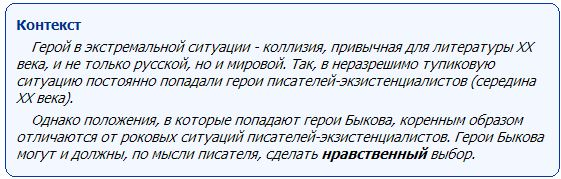 Контекст
Герой в экстремальной ситуации - коллизия, привычная для литературы XX
века, и не только русской, но и мировой. Так, в неразрешимо тупиковую
ситуацию постоянно попадали герои писателей-экзистенциалистов (середина
XX века).
Однако положения, в которые попадают герои Быкова, коренным образом
отличаются от роковых ситуаций писателей-экзистенциалистов. Герои Быкова
могут и должны, по мысли писателя, сделать нравственный выбор.